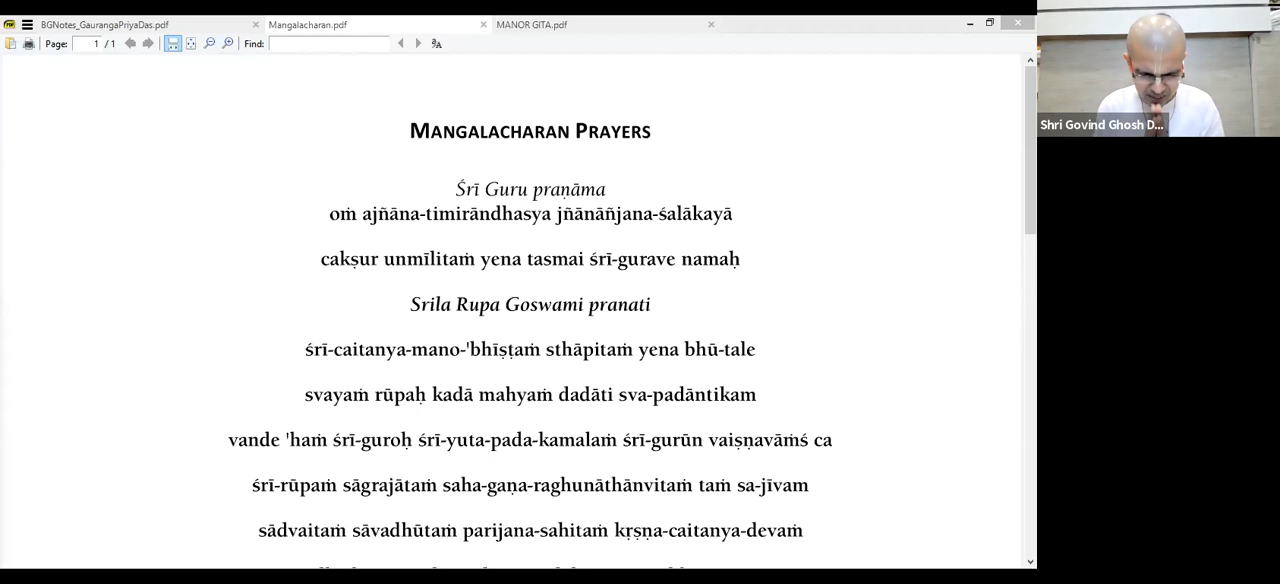 BGNotes_GaurangaPriyaDas.pdf
Mangalacharan.pdf
MANOR GITA.pdf
Page: 1 / 1 Find:
MANGALACHARAN PRAYERS
Śrī Guru praṇāma
oṁ ajñāna-timirāndhasya jñānāñjana-śalākayā
cakṣur unmīlitaṁ yena tasmai śrī-gurave namaḥ
Srila Rupa Goswami pranati
śrī-caitanya-mano-'bhīṣṭaṁ sthāpitaṁ yena bhū-tale
svayaṁ rūpaḥ kadā mahyaṁ dadāti sva-padāntikam
vande 'haṁ śrī-guroḥ śrī-yuta-pada-kamalaṁ śrī-gurūn vaiṣṇavāṁś ca
śrī-rūpaṁ sāgrajātaṁ saha-gaṇa-raghunāthānvitaṁ taṁ sa-jīvam
sādvaitaṁ sāvadhūtaṁ parijana-sahitaṁ kṛṣṇa-caitanya-devaṁ
Shri Govind Ghosh D...